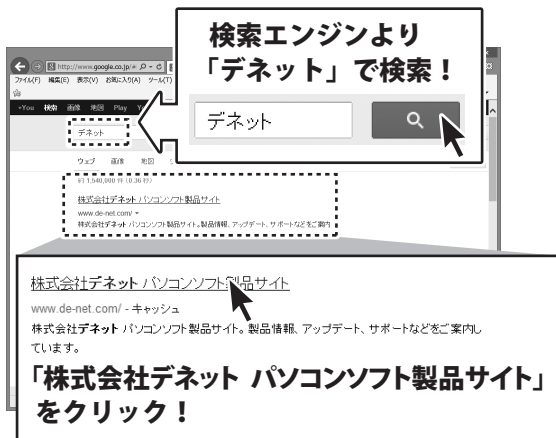 検索エンジンより
「デネット」で検索！
デネット
http://www.google.co.jp/#
ファイル(F) 編集(E) 表示(V) お気に入り(A) ツール(T)
+You 検索 画像 地図 Play
デネット
ウェブ 画像 地図
約 1,540,000 件 (0.36 秒)
株式会社デネット パソコンソフト製品サイト
www.de-net.com/
株式会社デネット パソコンソフト製品サイト。製品情報、アップデート、サポートなどをご案内
株式会社デネット パソコンソフト製品サイト
www.de-net.com/ - キャッシュ
株式会社デネット パソコンソフト製品サイト。製品情報、アップデート、サポートなどをご案内し
ています。
「株式会社デネット パソコンソフト製品サイト」
をクリック！